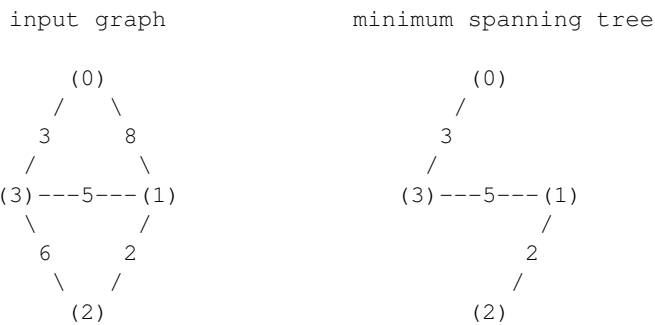 input graph minimum spanning tree
(0) (0)
/ \ /
3 8 3
/ \ /
(3)---5---(1) (3)---5---(1)
\ / /
6 2 2
\ / /
(2) (2)